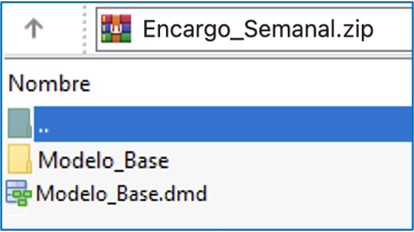 Encargo_Semanal.zip
Nombre
..
Modelo_Base
Modelo_Base.dmd